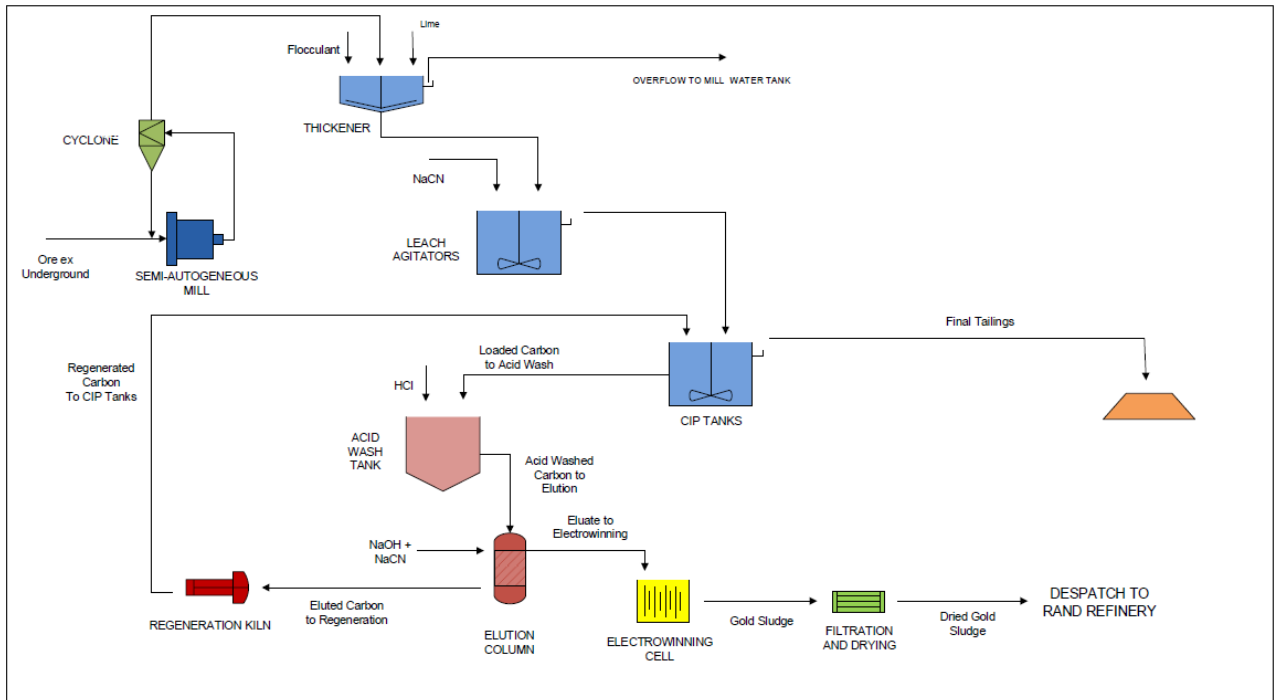 Lime
Flocculant
OVERFLOW TO MILL WATER TANK
THICKENER
CYCLONE
NaCN
LEACH
AGITATORS
Ore ex
Underground
SEMI-AUTOGENEOUS
MILL
Final Tailings
Regenerated
Carbon
To CIP Tanks
Loaded Carbon
to Acid Wash
HCl
CIP TANKS
ACID
WASH
TANK
Acid Washed
Carbon to
Elution
Eluate to
Electrowinning
NaOH +
NaCN
DESPATCH TO
RAND REFINERY
REGENERATION KILN
Eluted Carbon
to Regeneration
ELUTION
COLUMN
ELECTROWINNING
CELL
Gold Sludge
FILTRATION
AND DRYING
Dried Gold
Sludge